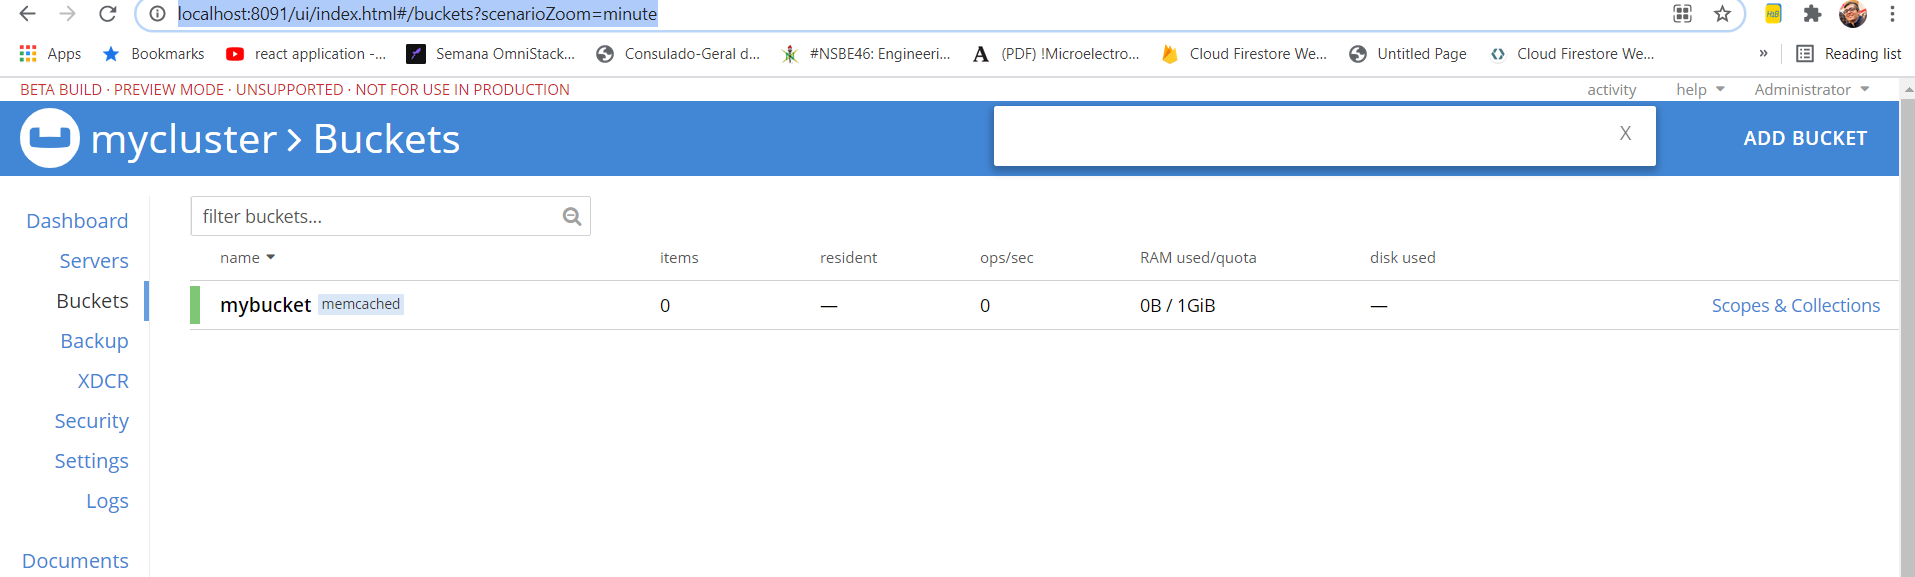 localhost:8091/ui/index.html#/buckets?scenarioZoom=minute
Apps Bookmarks react application -... Semana OmniStack... Consulado-Geral d... #NSBE46: Engineeri... (PDF) !Microelectro... Cloud Firestore We... Untitled Page Cloud Firestore We... » Reading list
BETA BUILD · PREVIEW MODE · UNSUPPORTED · NOT FOR USE IN PRODUCTION activity help Administrator
mycluster > Buckets X ADD BUCKET
filter buckets...
Dashboard
Servers
Buckets
Backup
XDCR
Security
Settings
Logs
Documents
name items resident ops/sec RAM used/quota disk used
mybucket memcached 0 — 0 0B / 1GiB — Scopes & Collections